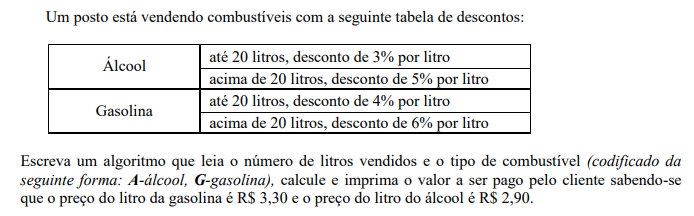 Um posto está vendendo combustíveis com a seguinte tabela de descontos:
Álcool
até 20 litros, desconto de 3% por litro
acima de 20 litros, desconto de 5% por litro
Gasolina
até 20 litros, desconto de 4% por litro
acima de 20 litros, desconto de 6% por litro
Escreva um algoritmo que leia o número de litros vendidos e o tipo de combustível (codificado da
seguinte forma: A-álcool, G-gasolina), calcule e imprima o valor a ser pago pelo cliente sabendo-se
que o preço do litro da gasolina é R$ 3,30 e o preço do litro do álcool é R$ 2,90.